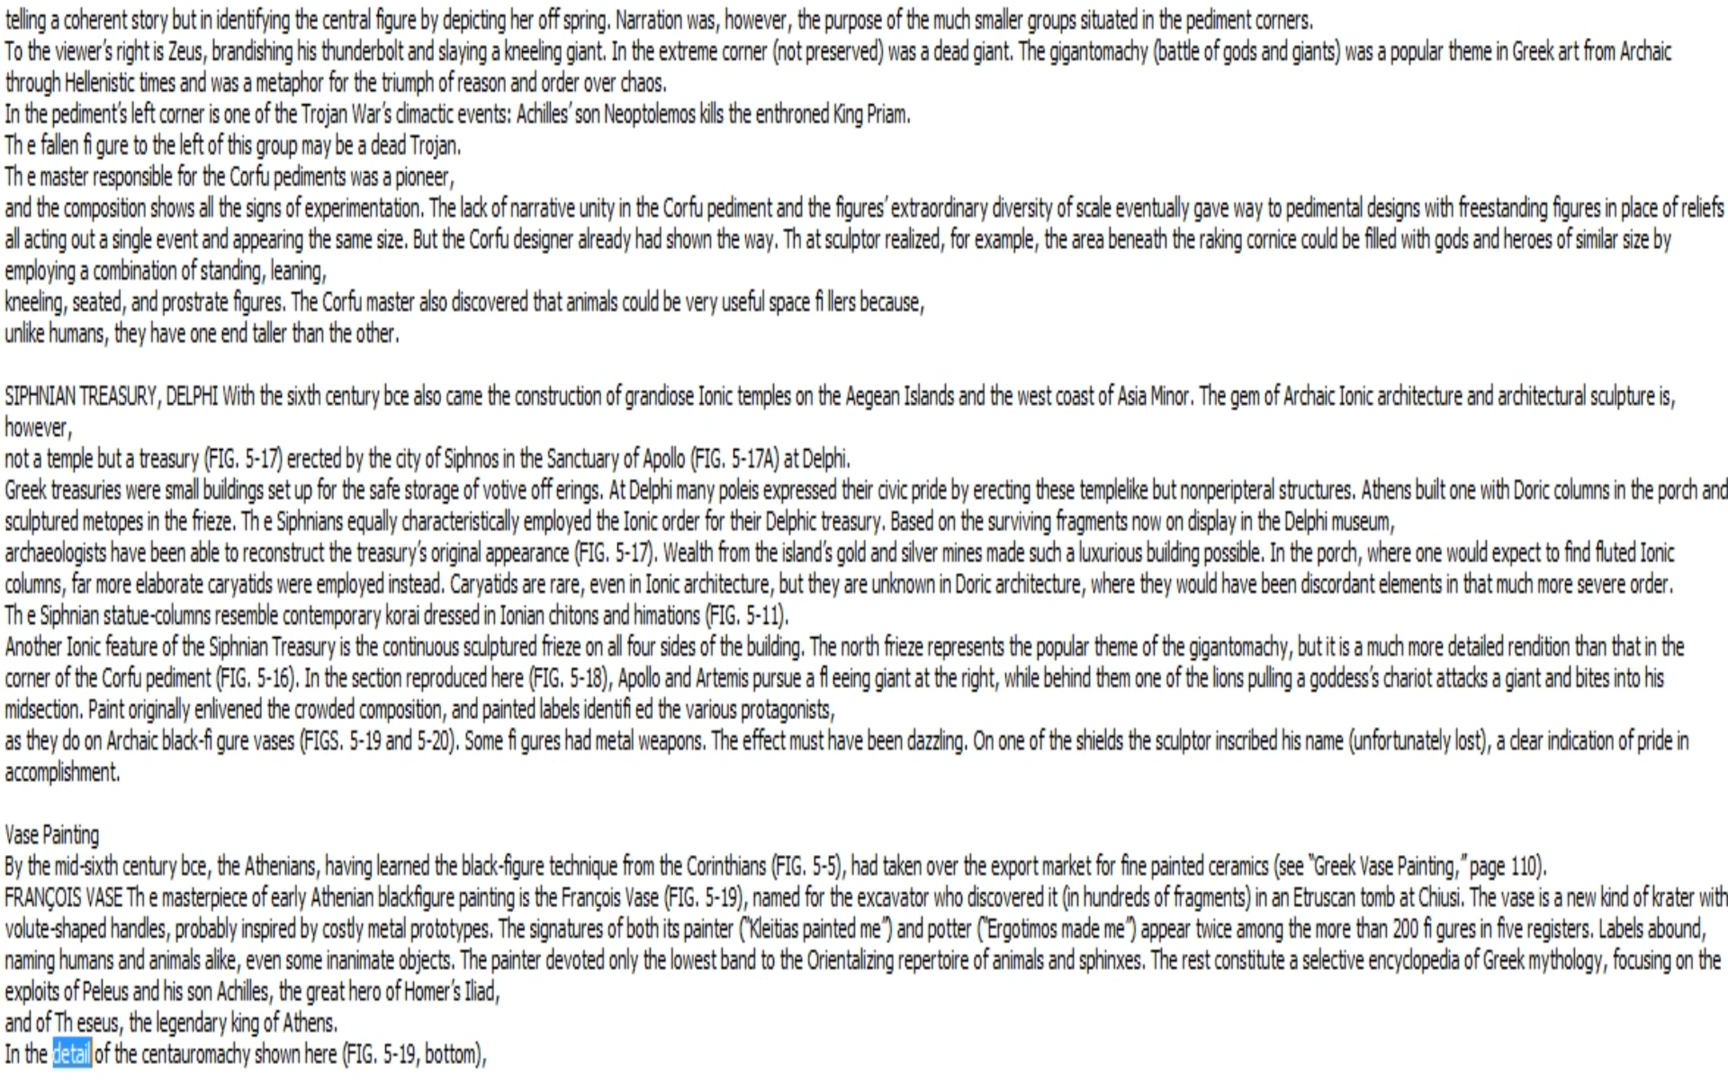 telling a coherent story but in identifying the central figure by depicting her off spring. Narration was, however, the purpose of the much smaller groups situated in the pediment corners.
To the viewer's right is Zeus, brandishing his thunderbolt and slaying a kneeling giant. In the extreme corner (not preserved) was a dead giant. The gigantomachy (battle of gods and giants) was a popular theme in Greek art from Archaic
through Hellenistic times and was a metaphor for the triumph of reason and order over chaos.
In the pediment's left corner is one of the Trojan War's climactic events: Achilles' son Neoptolemos kills the enthroned King Priam.
Th e fallen fi gure to the left of this group may be a dead Trojan.
Th e master responsible for the Corfu pediments was a pioneer,
and the composition shows all the signs of experimentation. The lack of narrative unity in the Corfu pediment and the figures' extraordinary diversity of scale eventually gave way to pedimental designs with freestanding figures in place of reliefs
all acting out a single event and appearing the same size. But the Corfu designer already had shown the way. Th at sculptor realized, for example, the area beneath the raking cornice could be filled with gods and heroes of similar size by
employing a combination of standing, leaning,
kneeling, seated, and prostrate figures. The Corfu master also discovered that animals could be very useful space fi llers because,
unlike humans, they have one end taller than the other.
SIPHNIAN TREASURY, DELPHI With the sixth century bce also came the construction of grandiose Ionic temples on the Aegean Islands and the west coast of Asia Minor. The gem of Archaic Ionic architecture and architectural sculpture is,
however,
not a temple but a treasury (FIG. 5-17) erected by the city of Siphnos in the Sanctuary of Apollo (FIG. 5-17A) at Delphi.
Greek treasuries were small buildings set up for the safe storage of votive off erings. At Delphi many poleis expressed their civic pride by erecting these templelike but nonperipteral structures. Athens built one with Doric columns in the porch and
sculptured metopes in the frieze. Th e Siphnians equally characteristically employed the Ionic order for their Delphic treasury. Based on the surviving fragments now on display in the Delphi museum,
archaeologists have been able to reconstruct the treasury's original appearance (FIG. 5-17). Wealth from the island's gold and silver mines made such a luxurious building possible. In the porch, where one would expect to find fluted Ionic
columns, far more elaborate caryatids were employed instead. Caryatids are rare, even in Ionic architecture, but they are unknown in Doric architecture, where they would have been discordant elements in that much more severe order.
Th e Siphnian statue-columns resemble contemporary korai dressed in Ionian chitons and himations (FIG. 5-11).
Another Ionic feature of the Siphnian Treasury is the continuous sculptured frieze on all four sides of the building. The north frieze represents the popular theme of the gigantomachy, but it is a much more detailed rendition than that in the
corner of the Corfu pediment (FIG. 5-16). In the section reproduced here (FIG. 5-18), Apollo and Artemis pursue a fl eeing giant at the right, while behind them one of the lions pulling a goddess's chariot attacks a giant and bites into his
midsection. Paint originally enlivened the crowded composition, and painted labels identifi ed the various protagonists,
as they do on Archaic black-fi gure vases (FIGS. 5-19 and 5-20). Some fi gures had metal weapons. The effect must have been dazzling. On one of the shields the sculptor inscribed his name (unfortunately lost), a clear indication of pride in
accomplishment.
Vase Painting
By the mid-sixth century bce, the Athenians, having learned the black-figure technique from the Corinthians (FIG. 5-5), had taken over the export market for fine painted ceramics (see "Greek Vase Painting," page 110).
FRANÇOIS VASE Th e masterpiece of early Athenian blackfigure painting is the François Vase (FIG. 5-19), named for the excavator who discovered it (in hundreds of fragments) in an Etruscan tomb at Chiusi. The vase is a new kind of krater with
volute-shaped handles, probably inspired by costly metal prototypes. The signatures of both its painter ("Kleitias painted me") and potter ("Ergotimos made me") appear twice among the more than 200 fi gures in five registers. Labels abound,
naming humans and animals alike, even some inanimate objects. The painter devoted only the lowest band to the Orientalizing repertoire of animals and sphinxes. The rest constitute a selective encyclopedia of Greek mythology, focusing on the
exploits of Peleus and his son Achilles, the great hero of Homer's Iliad,
and of Th eseus, the legendary king of Athens.
In the detail of the centauromachy shown here (FIG. 5-19, bottom),